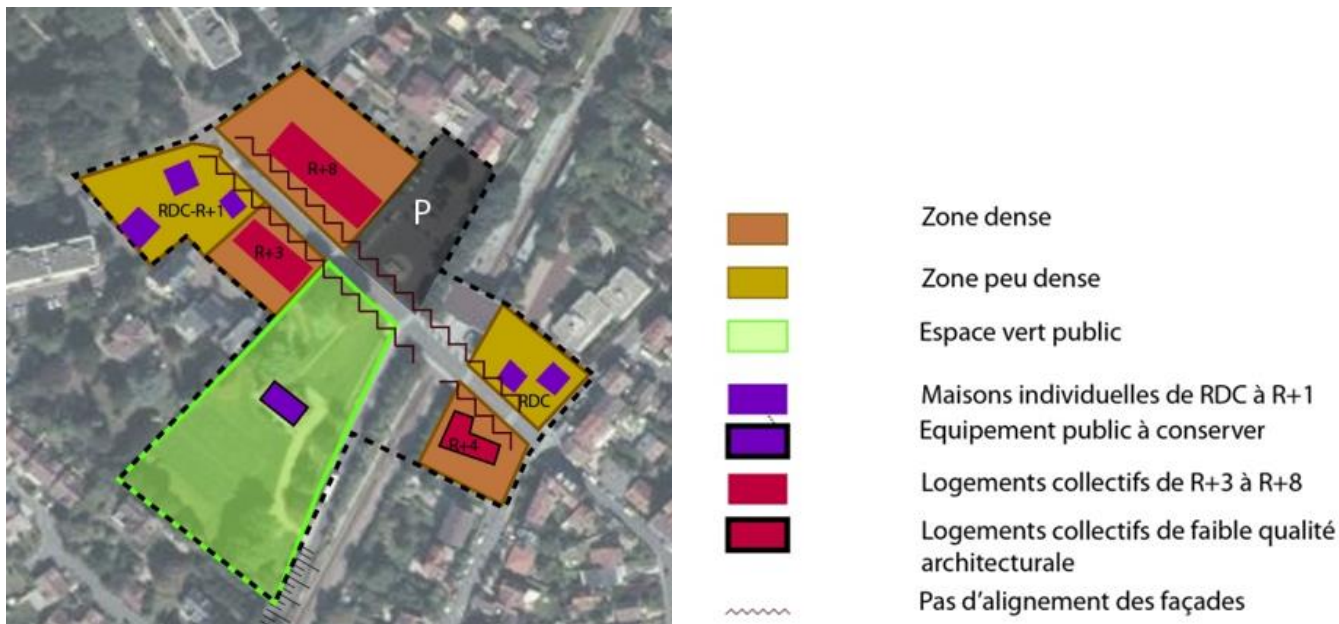 R+8
P
RDC-R+1
R+3
RDC
R+4
Zone dense
Zone peu dense
Espace vert public
Maisons individuelles de RDC à R+1
Equipement public à conserver
Logements collectifs de R+3 à R+8
Logements collectifs de faible qualité
architecturale
Pas d'alignement des façades